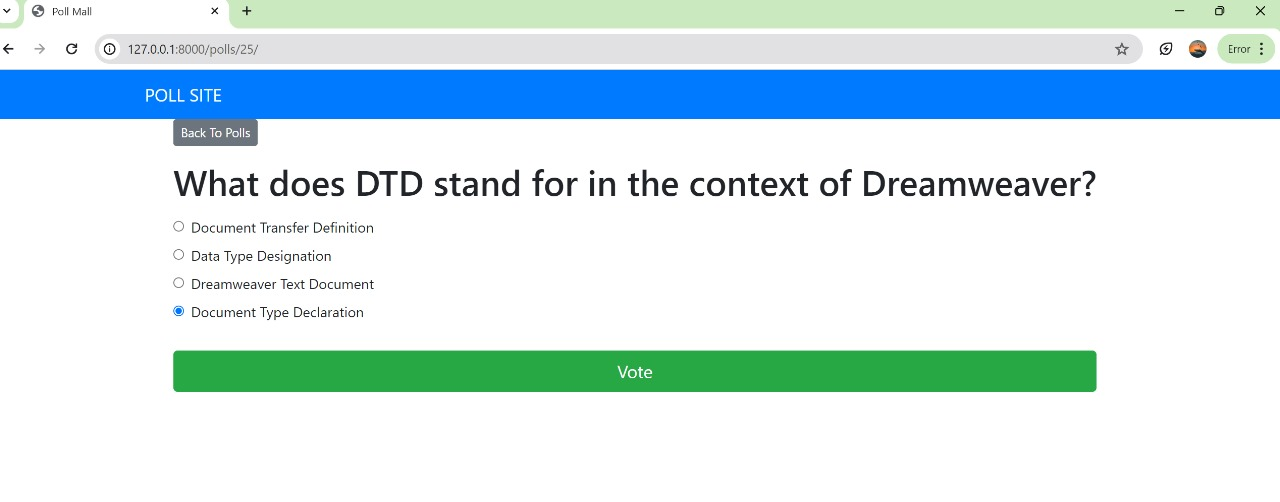 Poll Mall
127.0.0.1:8000/polls/25/
Error
POLL SITE
Back To Polls
What does DTD stand for in the context of Dreamweaver?
Document Transfer Definition
Data Type Designation
Dreamweaver Text Document
Document Type Declaration
Vote